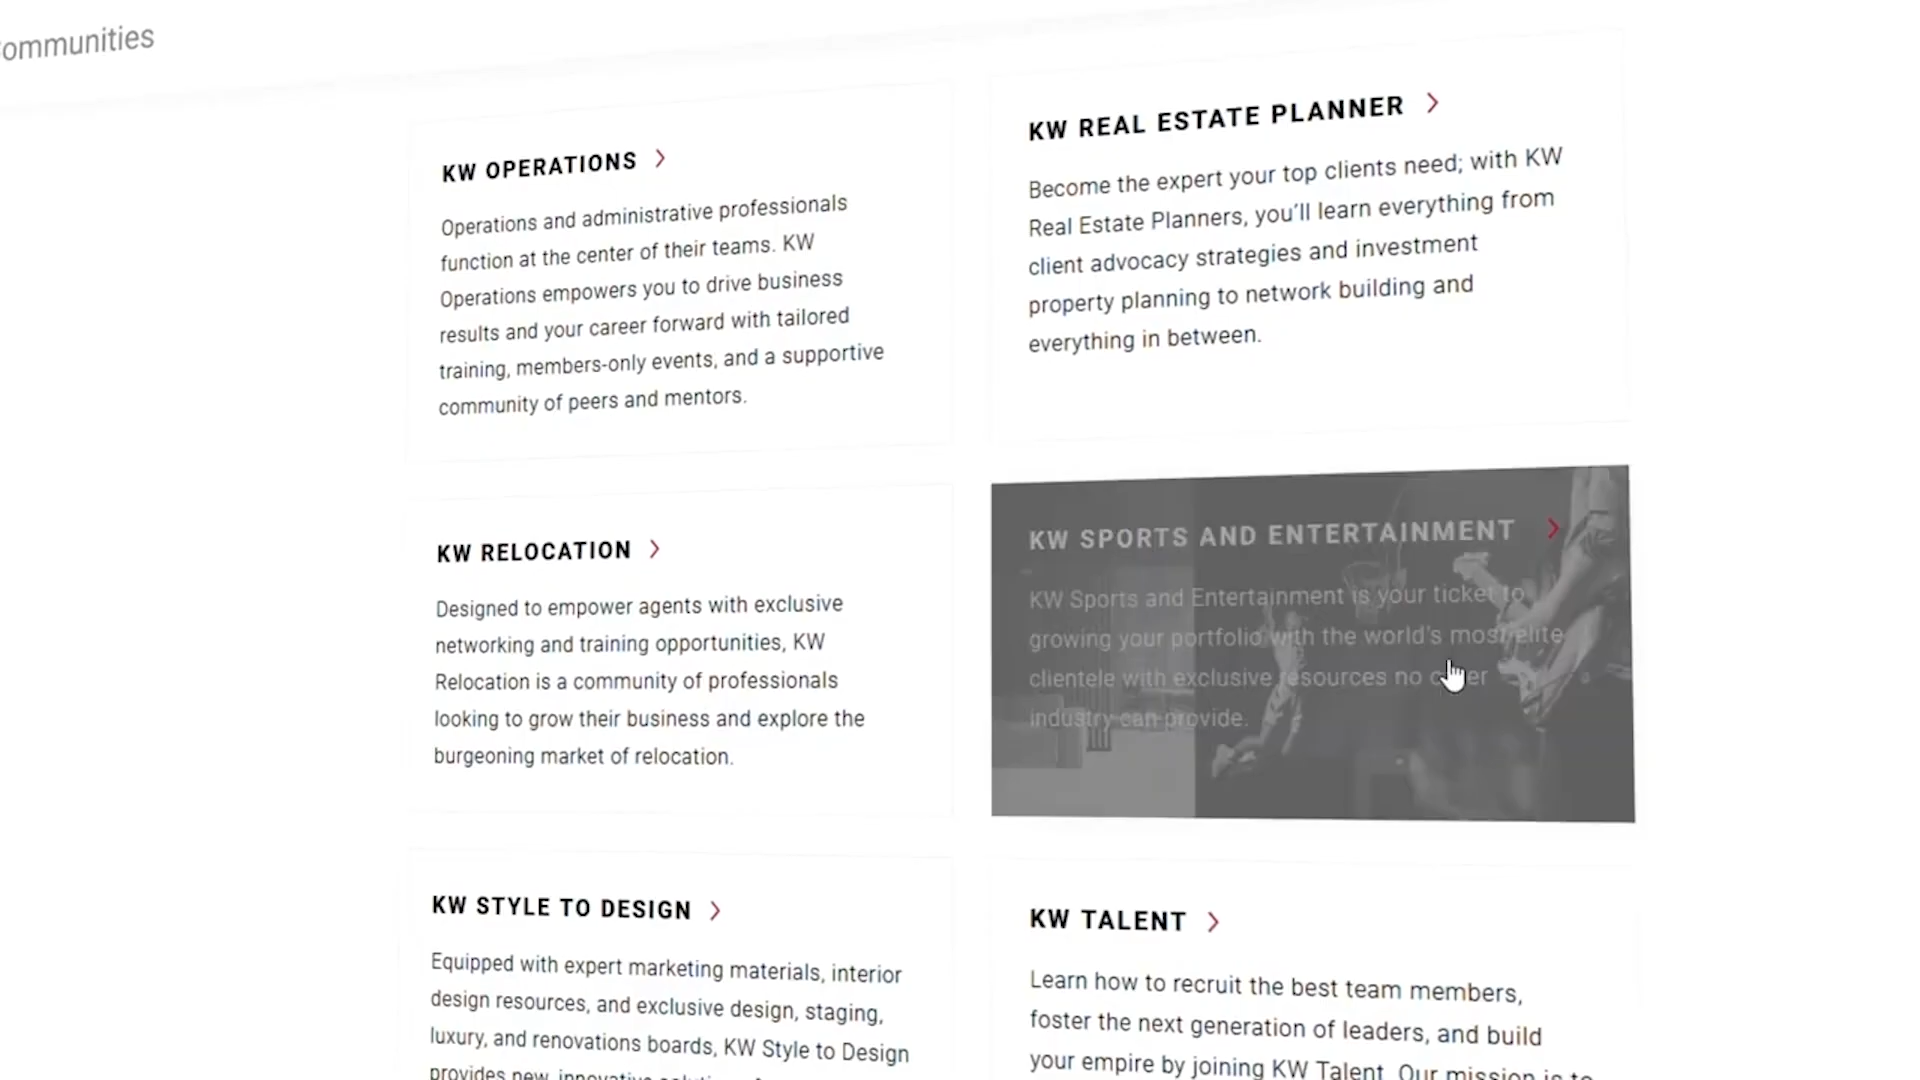 ommunities
KW OPERATIONS
Operations and administrative professionals
function at the center of their teams. KW
Operations empowers you to drive business
results and your career forward with tailored
training, members-only events, and a supportive
community of peers and mentors.
KW REAL ESTATE PLANNER
Become the expert your top clients need; with KW
Real Estate Planners, you'll learn everything from
client advocacy strategies and investment
property planning to network building and
everything in between.
KW RELOCATION
Designed to empower agents with exclusive
networking and training opportunities, KW
Relocation is a community of professionals
looking to grow their business and explore the
burgeoning market of relocation.
KW SPORTS AND ENTERTAINMENT
KW Sports and Entertainment is your ticket to
growing your portfolio with the world's most elite
clientele with exclusive resources no other
industry can provide.
KW STYLE TO DESIGN
Equipped with expert marketing materials, interior
design resources, and exclusive design, staging,
luxury, and renovations boards, KW Style to Design
provides new, innovative
KW TALENT
Learn how to recruit the best team members,
foster the next generation of leaders, and build
your empire by joining KW Talent. Our mission is to